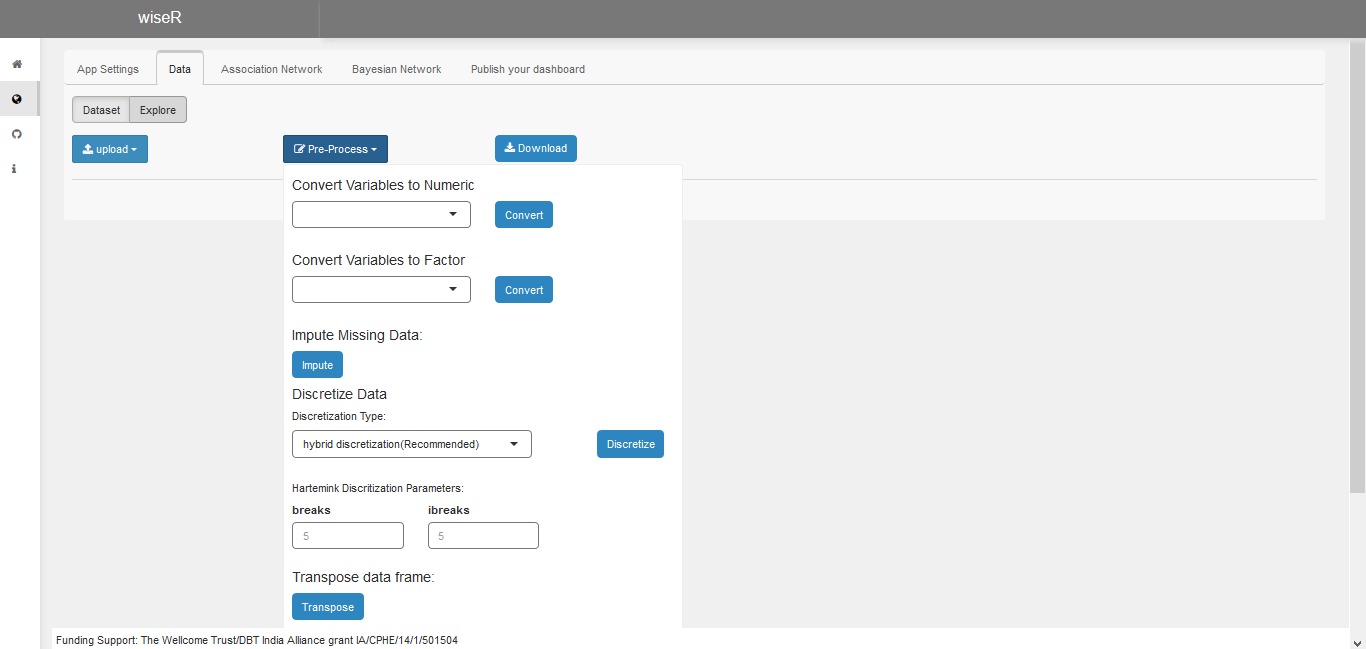 wiseR
App Settings Data Association Network Bayesian Network Publish your dashboard
Dataset Explore
upload Pre-Process Download
Convert Variables to Numeric
Convert
Convert Variables to Factor
Convert
Impute Missing Data:
Impute
Discretize Data
Discretization Type:
hybrid discretization(Recommended) Discretize
Hartemink Discritization Parameters:
breaks ibreaks
5 5
Transpose data frame:
Transpose
Funding Support: The Wellcome Trust/DBT India Alliance grant IA/CPHE/14/1/501504